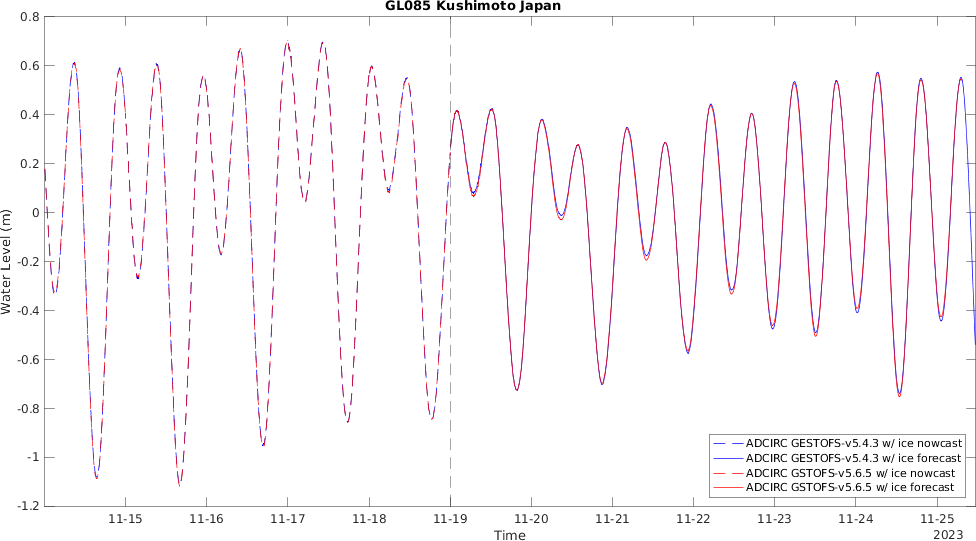 GL085 Kushimoto Japan
Water Level (m)
0.8
0.6
0.4
0.2
0
-0.2
-0.4
-0.6
-0.8
-1
-1.2
ADCIRC GESTOFS-v5.4.3 w/ ice nowcast
ADCIRC GESTOFS-v5.4.3 w/ ice forecast
ADCIRC GSTOFS-v5.6.5 w/ ice nowcast
ADCIRC GSTOFS-v5.6.5 w/ ice forecast
11-15 11-16 11-17 11-18 11-19 11-20 11-21 11-22 11-23 11-24 11-25
Time
2023